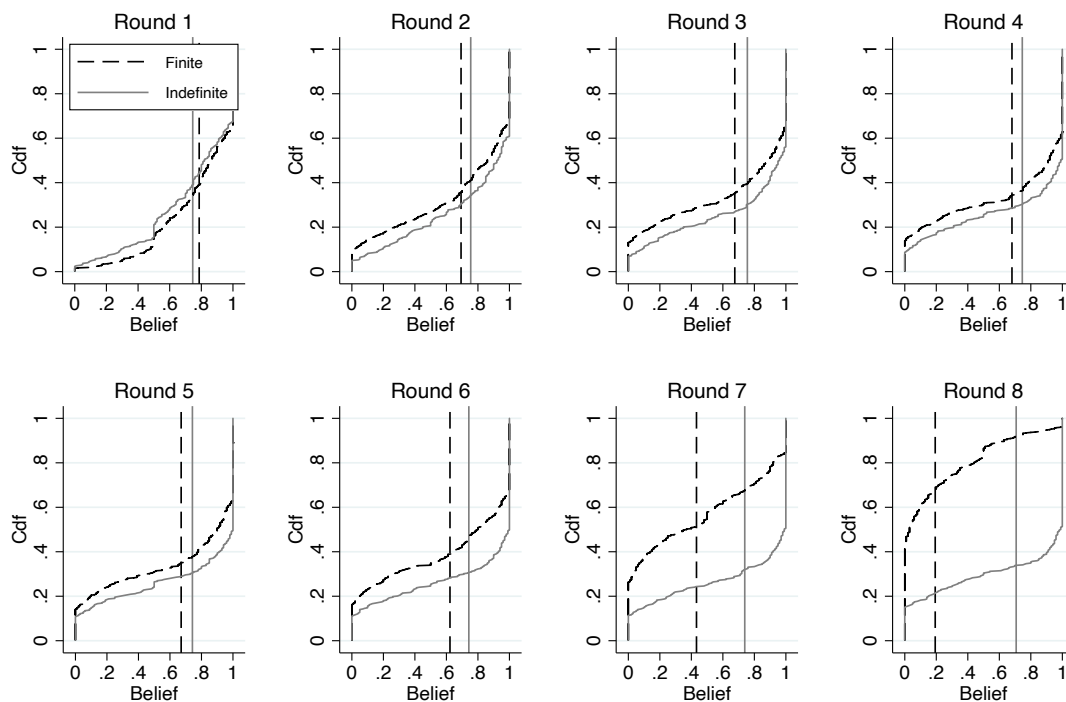 Round 1
Round 2
Round 3
Round 4
Finite
Indefinite
Cdf
0 .2 .4 .6 .8 1
0 .2 .4 .6 .8 1
Belief
Cdf
0 .2 .4 .6 .8 1
0 .2 .4 .6 .8 1
Belief
Cdf
0 .2 .4 .6 .8 1
0 .2 .4 .6 .8 1
Belief
Cdf
0 .2 .4 .6 .8 1
0 .2 .4 .6 .8 1
Belief
Round 5
Round 6
Round 7
Round 8
Cdf
0 .2 .4 .6 .8 1
0 .2 .4 .6 .8 1
Belief
Cdf
0 .2 .4 .6 .8 1
0 .2 .4 .6 .8 1
Belief
Cdf
0 .2 .4 .6 .8 1
0 .2 .4 .6 .8 1
Belief
Cdf
0 .2 .4 .6 .8 1
0 .2 .4 .6 .8 1
Belief